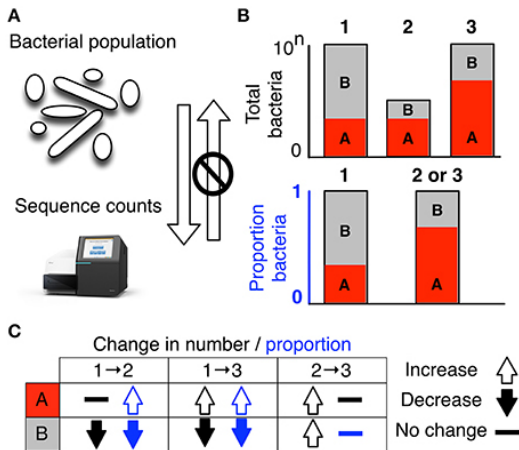 A
Bacterial population
Sequence counts
B
1 2 3
10ⁿ
Total
bacteria
0
B
A
B
A
B
A
1 2 or 3
1
Proportion
bacteria
1
B
A
B
A
C
Change in number / proportion
1→2 1→3 2→3
A
B
Increase
Decrease
No change